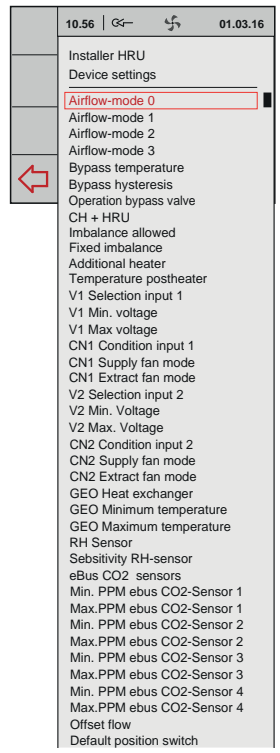 10.56 01.03.16
Installer HRU
Device settings
Airflow-mode 0
Airflow-mode 1
Airflow-mode 2
Airflow-mode 3
Bypass temperature
Bypass hysteresis
Operation bypass valve
CH + HRU
Imbalance allowed
Fixed imbalance
Additional heater
Temperature postheater
V1 Selection input 1
V1 Min. voltage
V1 Max voltage
CN1 Condition input 1
CN1 Supply fan mode
CN1 Extract fan mode
V2 Selection input 2
V2 Min. Voltage
V2 Max. Voltage
CN2 Condition input 2
CN2 Supply fan mode
CN2 Extract fan mode
GEO Heat exchanger
GEO Minimum temperature
GEO Maximum temperature
RH Sensor
Sebsitivity RH-sensor
eBus CO2 sensors
Min. PPM ebus CO2-Sensor 1
Max.PPM ebus CO2-Sensor 1
Min. PPM ebus CO2-Sensor 2
Max.PPM ebus CO2-Sensor 2
Min. PPM ebus CO2-Sensor 3
Max.PPM ebus CO2-Sensor 3
Min. PPM ebus CO2-Sensor 4
Max.PPM ebus CO2-Sensor 4
Offset flow
Default position switch